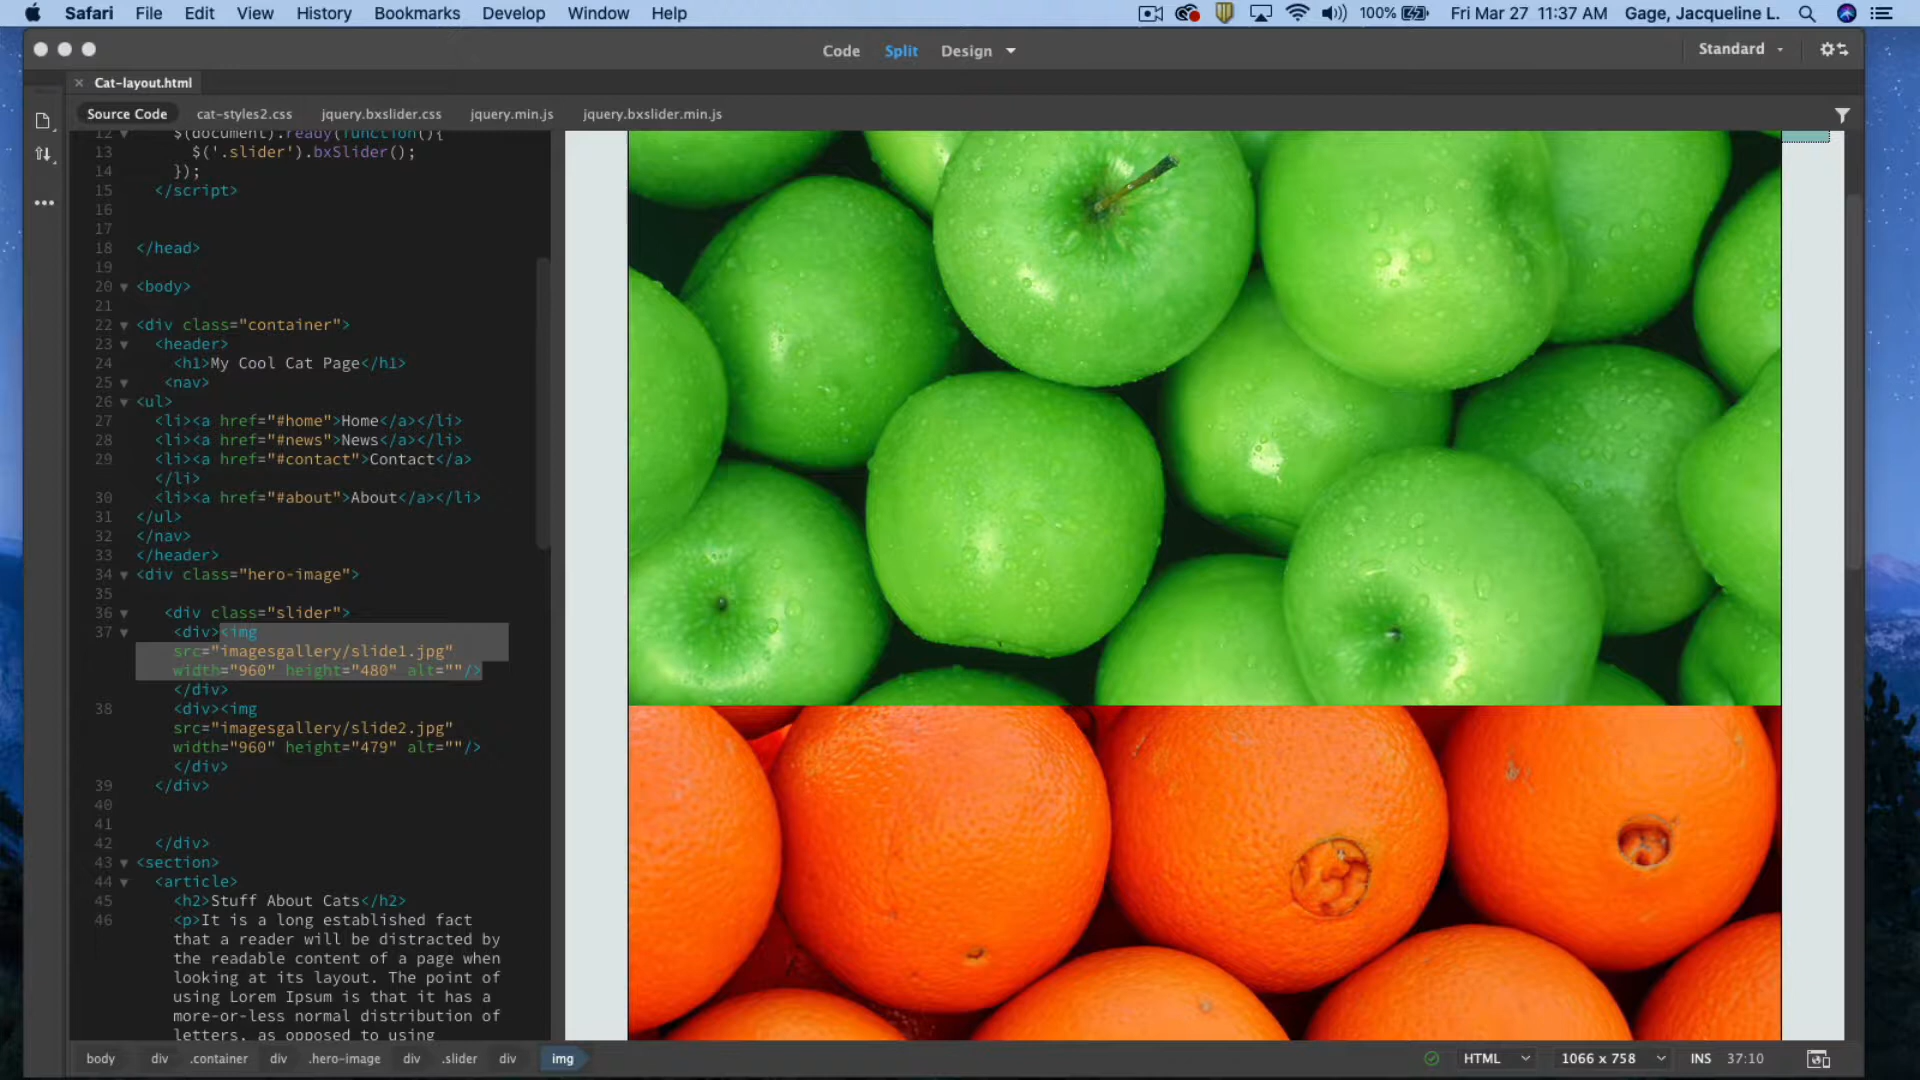 Safari File Edit View History Bookmarks Develop Window Help 100% Fri Mar 27 11:37 AM Gage, Jacqueline L.
Code Split Design Standard
Cat-layout.html
Source Code cat-styles2.css jquery.bxslider.css jquery.min.js jquery.bxslider.min.js
12 $(document).ready(function(){
13 $('.slider').bxSlider();
14 });
15 </script>
16
17
18 </head>
19
20 <body>
21
22 <div class="container">
23 <header>
24 <h1>My Cool Cat Page</h1>
25 <nav>
26 <ul>
27 <li><a href="#home">Home</a></li>
28 <li><a href="#news">News</a></li>
29 <li><a href="#contact">Contact</a>
</li>
30 <li><a href="#about">About</a></li>
31 </ul>
32 </nav>
33 </header>
34 <div class="hero-image">
35
36 <div class="slider">
37 <div><img
src="imagesgallery/slide1.jpg"
width="960" height="480" alt=""/>
</div>
38 <div><img
src="imagesgallery/slide2.jpg"
width="960" height="479" alt=""/>
</div>
39 </div>
40
41
42 </div>
43 <section>
44 <article>
45 <h2>Stuff About Cats</h2>
46 <p>It is a long established fact
that a reader will be distracted by
the readable content of a page when
looking at its layout. The point of
using Lorem Ipsum is that it has a
more-or-less normal distribution of
letters, as opposed to using
body div .container div .hero-image div .slider div img HTML 1066 x 758 INS 37:10